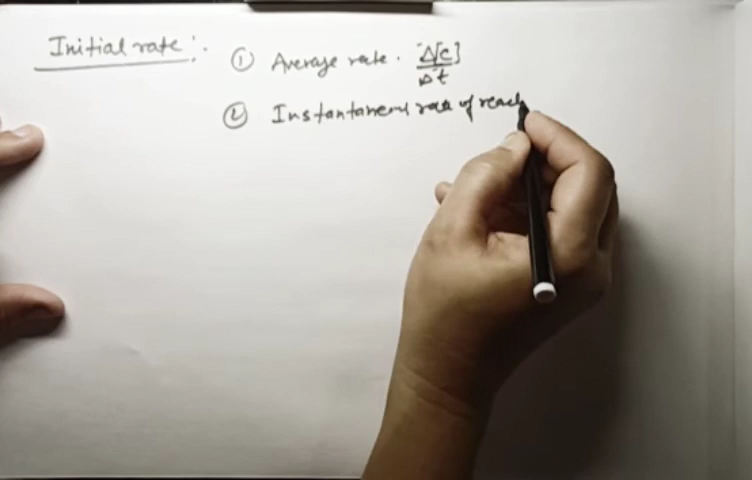 Initial rate:. ① Average rate. Δ[c]/Δt
② Instantaneous rate of reac